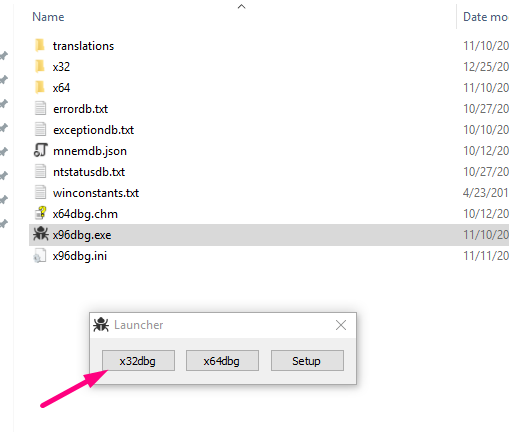 Name Date mo
translations 11/10/20
x32 12/25/20
x64 11/10/20
errordb.txt 10/27/20
exceptiondb.txt 10/10/20
mnemdb.json 10/12/20
ntstatusdb.txt 10/27/20
winconstants.txt 4/23/201
x64dbg.chm 10/12/20
x96dbg.exe 11/10/20
x96dbg.ini 11/11/20
Launcher
x32dbg x64dbg Setup